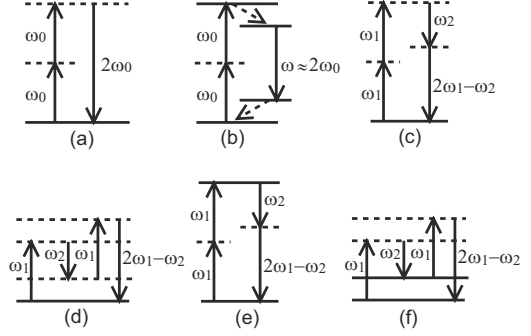 ω₀ ω₀ 2ω₀
(a)
ω₀ ω₀ ω≈2ω₀
(b)
ω₁ ω₁ ω₂ 2ω₁−ω₂
(c)
ω₁ ω₂ ω₁ 2ω₁−ω₂
(d)
ω₁ ω₁ ω₂ 2ω₁−ω₂
(e)
ω₁ ω₂ ω₁ 2ω₁−ω₂
(f)